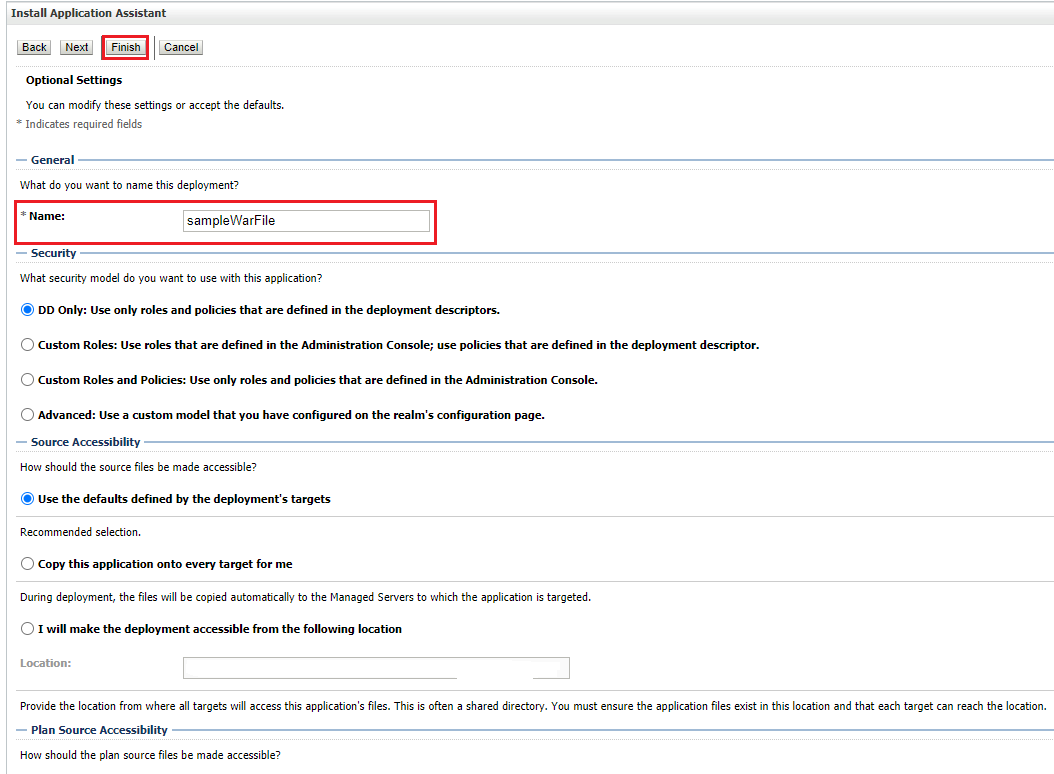 Install Application Assistant
Back Next Finish Cancel
Optional Settings
You can modify these settings or accept the defaults.
* Indicates required fields
General
What do you want to name this deployment?
* Name: sampleWarFile
Security
What security model do you want to use with this application?
DD Only: Use only roles and policies that are defined in the deployment descriptors.
Custom Roles: Use roles that are defined in the Administration Console; use policies that are defined in the deployment descriptor.
Custom Roles and Policies: Use only roles and policies that are defined in the Administration Console.
Advanced: Use a custom model that you have configured on the realm's configuration page.
Source Accessibility
How should the source files be made accessible?
Use the defaults defined by the deployment's targets
Recommended selection.
Copy this application onto every target for me
During deployment, the files will be copied automatically to the Managed Servers to which the application is targeted.
I will make the deployment accessible from the following location
Location:
Provide the location from where all targets will access this application's files. This is often a shared directory. You must ensure the application files exist in this location and that each target can reach the location.
Plan Source Accessibility
How should the plan source files be made accessible?